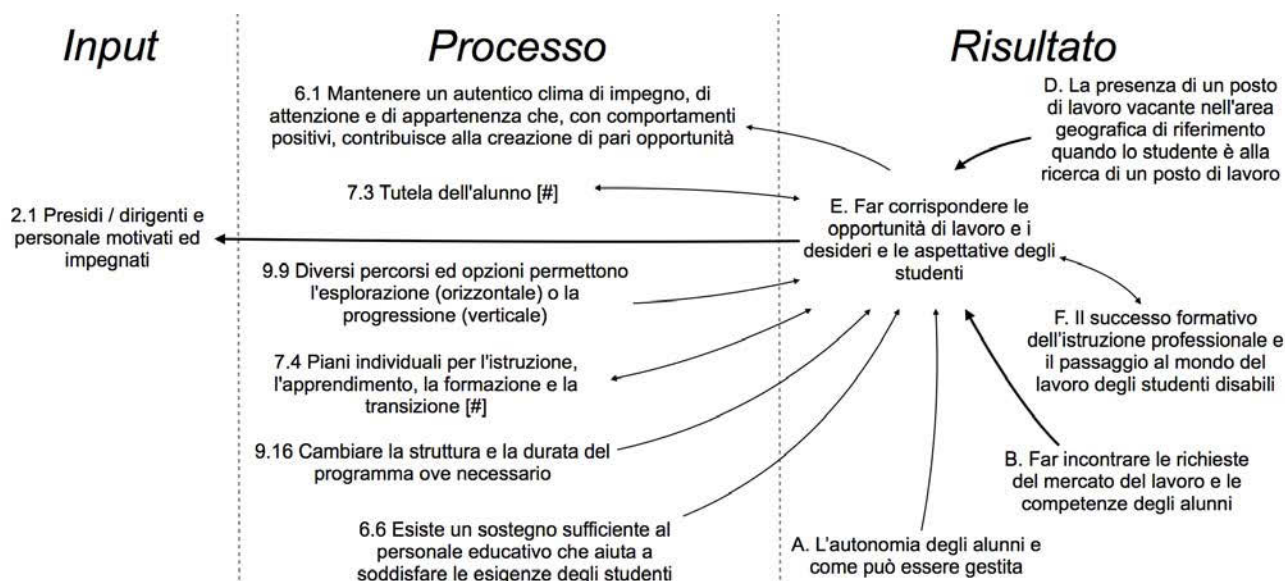 Input
Processo
Risultato
6.1 Mantenere un autentico clima di impegno, di
attenzione e di appartenenza che, con comportamenti
positivi, contribuisce alla creazione di pari opportunità
D. La presenza di un posto
di lavoro vacante nell'area
geografica di riferimento
quando lo studente è alla
ricerca di un posto di lavoro
7.3 Tutela dell'alunno [#]
2.1 Presidi / dirigenti e
personale motivati ed
impegnati
E. Far corrispondere le
opportunità di lavoro e i
desideri e le aspettative degli
studenti
9.9 Diversi percorsi ed opzioni permettono
l'esplorazione (orizzontale) o la
progressione (verticale)
F. Il successo formativo
dell'istruzione professionale e
il passaggio al mondo del
lavoro degli studenti disabili
7.4 Piani individuali per l'istruzione,
l'apprendimento, la formazione e la
transizione [#]
9.16 Cambiare la struttura e la durata del
programma ove necessario
B. Far incontrare le richieste
del mercato del lavoro e le
competenze degli alunni
6.6 Esiste un sostegno sufficiente al
personale educativo che aiuta a
soddisfare le esigenze degli studenti
A. L'autonomia degli alunni e
come può essere gestita